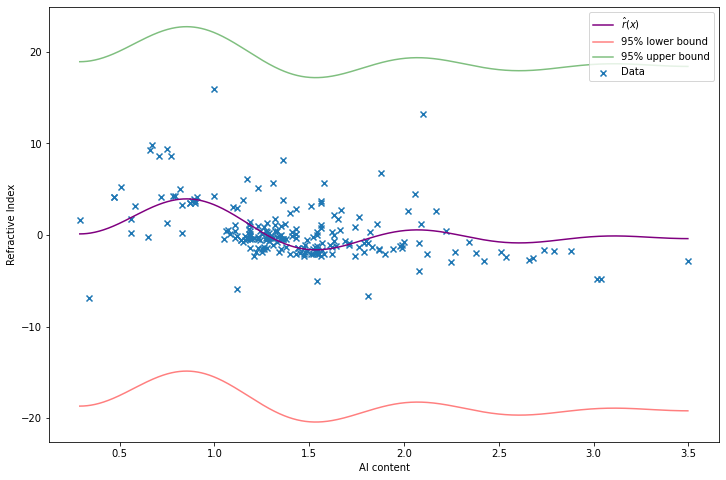 r̂(x)
95% lower bound
95% upper bound
Data
20
10
0
−10
−20
Refractive Index
0.5 1.0 1.5 2.0 2.5 3.0 3.5
Al content